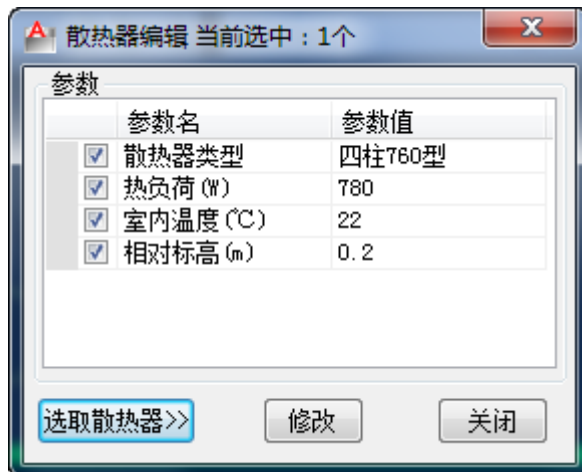 散热器编辑 当前选中：1个
参数
参数名 参数值
散热器类型 四柱760型
热负荷(W) 780
室内温度(℃) 22
相对标高(m) 0.2
选取散热器>> 修改 关闭